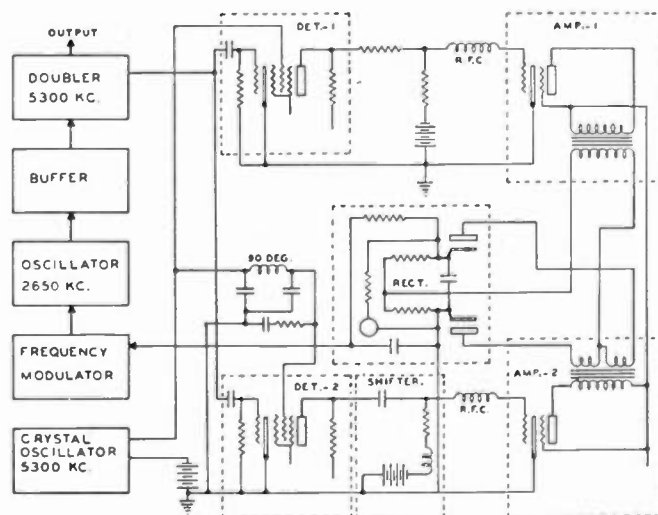 OUTPUT
DOUBLER
5300 KC.
BUFFER
OSCILLATOR
2650 KC.
FREQUENCY
MODULATOR
CRYSTAL
OSCILLATOR
5300 KC.
DET.-1
R.F.C.
AMP.-1
90 DEG.
RECT.
DET.-2
SHIFTER.
R.F.C.
AMP.-2